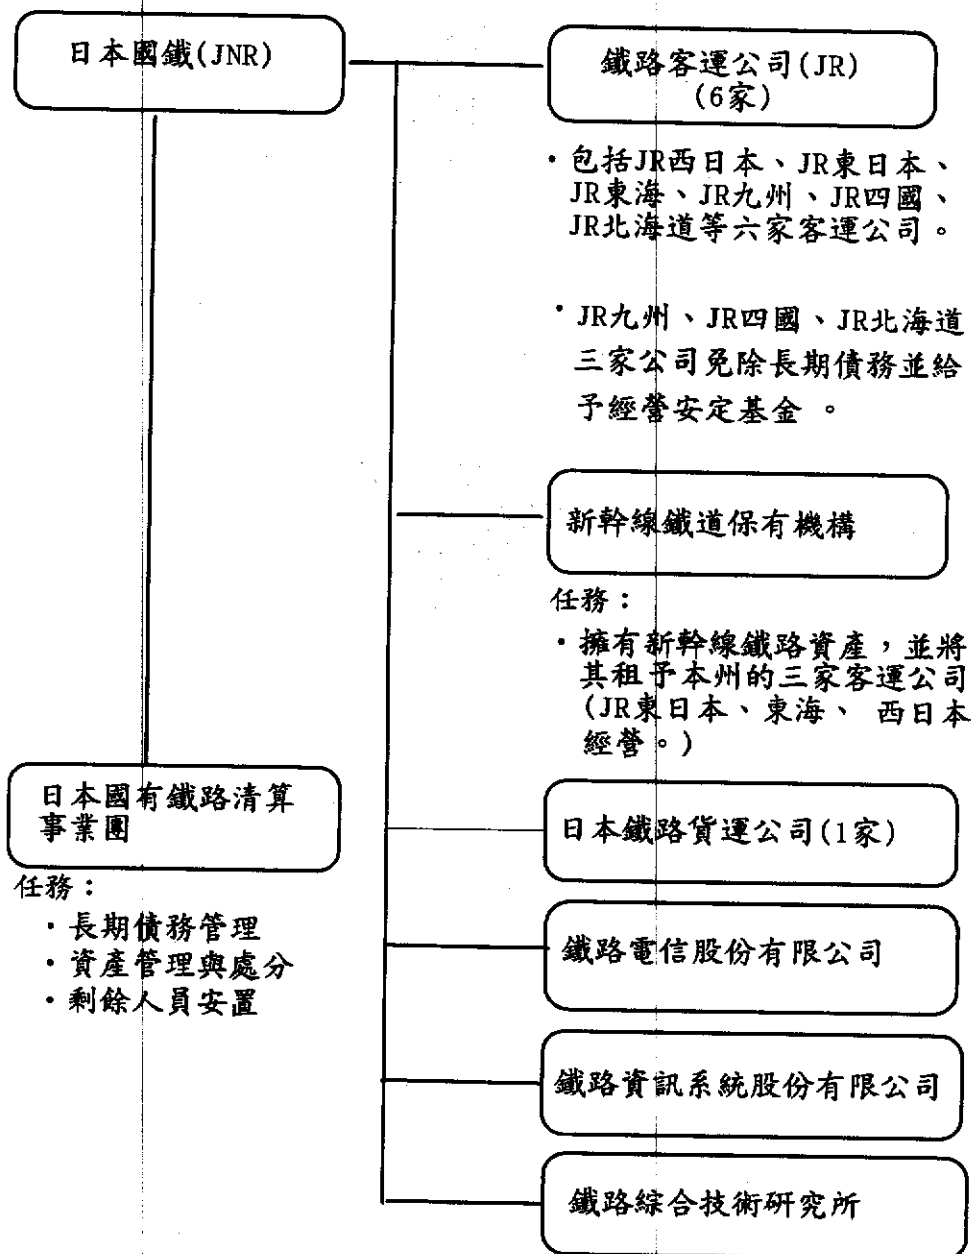 日本國鐵(JNR)
鐵路客運公司(JR)
(6家)
・包括JR西日本、JR東日本、
JR東海、JR九州、JR四國、
JR北海道等六家客運公司。
・JR九州、JR四國、JR北海道
三家公司免除長期債務並給
予經營安定基金 。
新幹線鐵道保有機構
任務：
・擁有新幹線鐵路資產，並將
其租予本州的三家客運公司
(JR東日本、東海、 西日本
經營。)
日本國有鐵路清算
事業團
任務：
・長期債務管理
・資產管理與處分
・剩餘人員安置
日本鐵路貨運公司(1家)
鐵路電信股份有限公司
鐵路資訊系統股份有限公司
鐵路綜合技術研究所